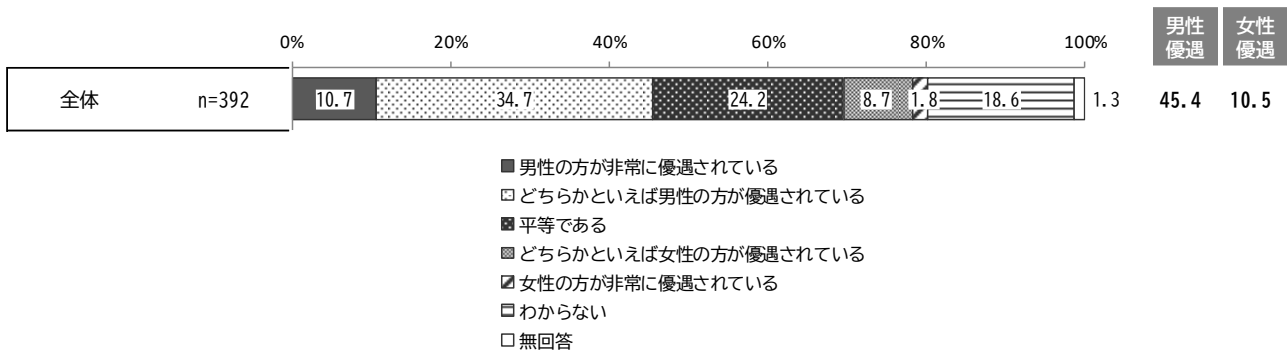 0% 20% 40% 60% 80% 100%
男性
優遇
女性
優遇
全体 n=392 10.7 34.7 24.2 8.7 1.8 18.6 1.3 45.4 10.5
男性の方が非常に優遇されている
どちらかといえば男性の方が優遇されている
平等である
どちらかといえば女性の方が優遇されている
女性の方が非常に優遇されている
わからない
無回答